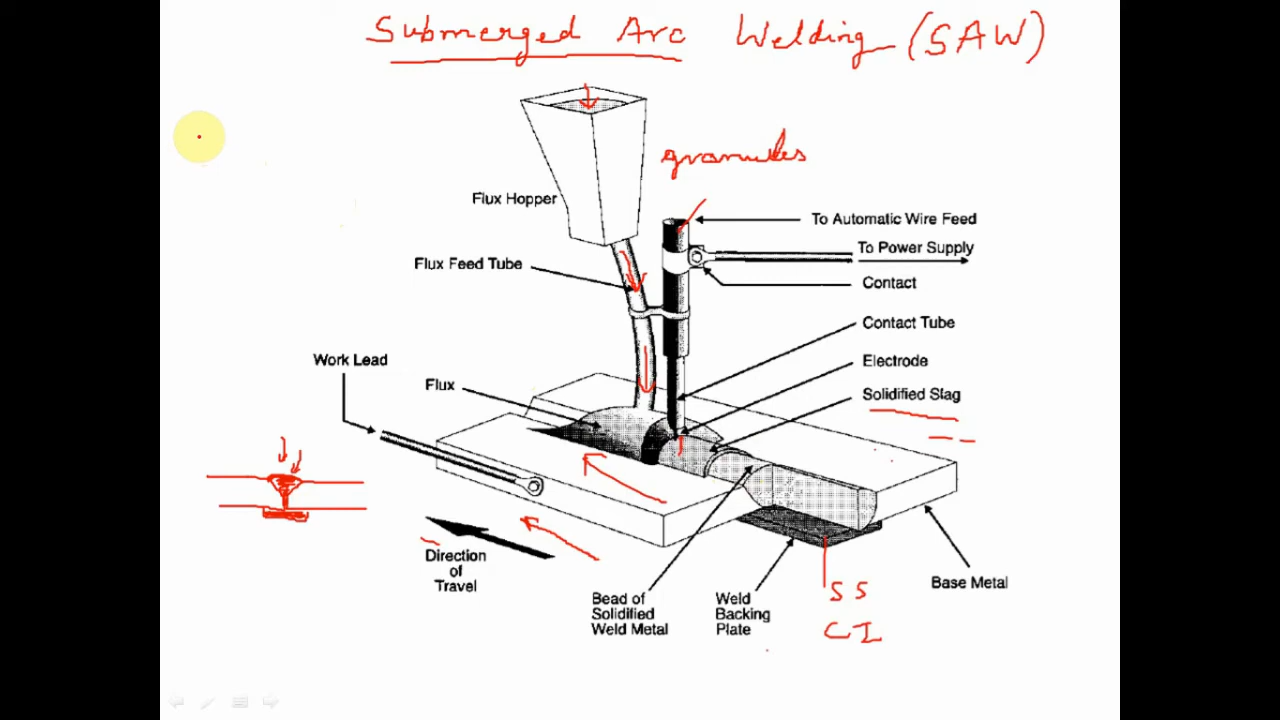 Submerged Arc Welding (SAW)
granules
Flux Hopper
To Automatic Wire Feed
To Power Supply
Flux Feed Tube
Contact
Contact Tube
Work Lead
Electrode
Flux
Solidified Slag
Direction
of
Travel
Base Metal
Bead of
Solidified
Weld Metal
Weld
Backing
Plate
SS
CI